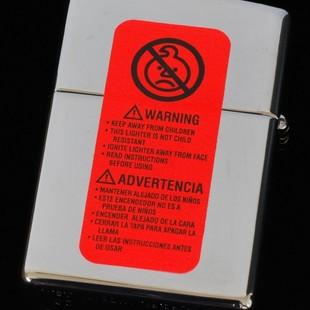 WARNING
• KEEP AWAY FROM CHILDREN
• THIS LIGHTER IS NOT CHILD
RESISTANT
• IGNITE LIGHTER AWAY FROM FACE
• READ INSTRUCTIONS
BEFORE USING
ADVERTENCIA
• MANTENER ALEJADO DE LOS NIÑOS
• ESTE ENCENDEDOR NO ES A
PRUEBA DE NIÑOS
• ENCENDER ALEJADO DE LA CARA
• CERRAR LA TAPA PARA APAGAR LA
LLAMA
• LEER LAS INSTRUCCIONES ANTES
DE USAR